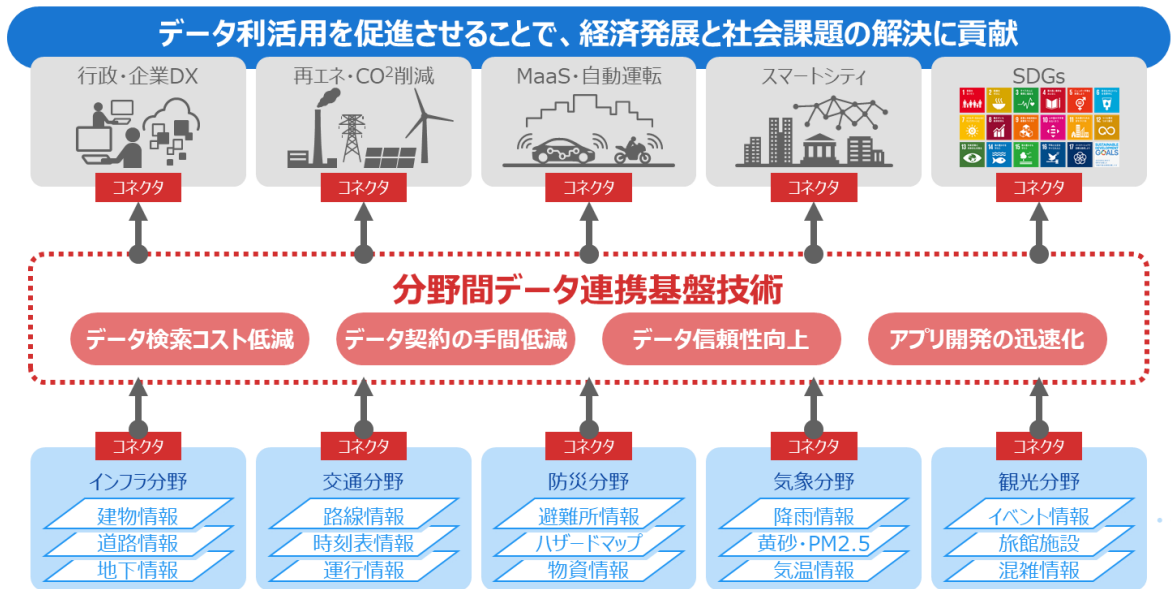 データ利活用を促進させることで、経済発展と社会課題の解決に貢献
行政・企業DX
再エネ・CO²削減
MaaS・自動運転
スマートシティ
SDGs
SUSTAINABLE
DEVELOPMENT
GOALS
コネクタ
コネクタ
コネクタ
コネクタ
コネクタ
分野間データ連携基盤技術
データ検索コスト低減
データ契約の手間低減
データ信頼性向上
アプリ開発の迅速化
コネクタ
コネクタ
コネクタ
コネクタ
コネクタ
インフラ分野
建物情報
道路情報
地下情報
交通分野
路線情報
時刻表情報
運行情報
防災分野
避難所情報
ハザードマップ
物資情報
気象分野
降雨情報
黄砂・PM2.5
気温情報
観光分野
イベント情報
旅館施設
混雑情報